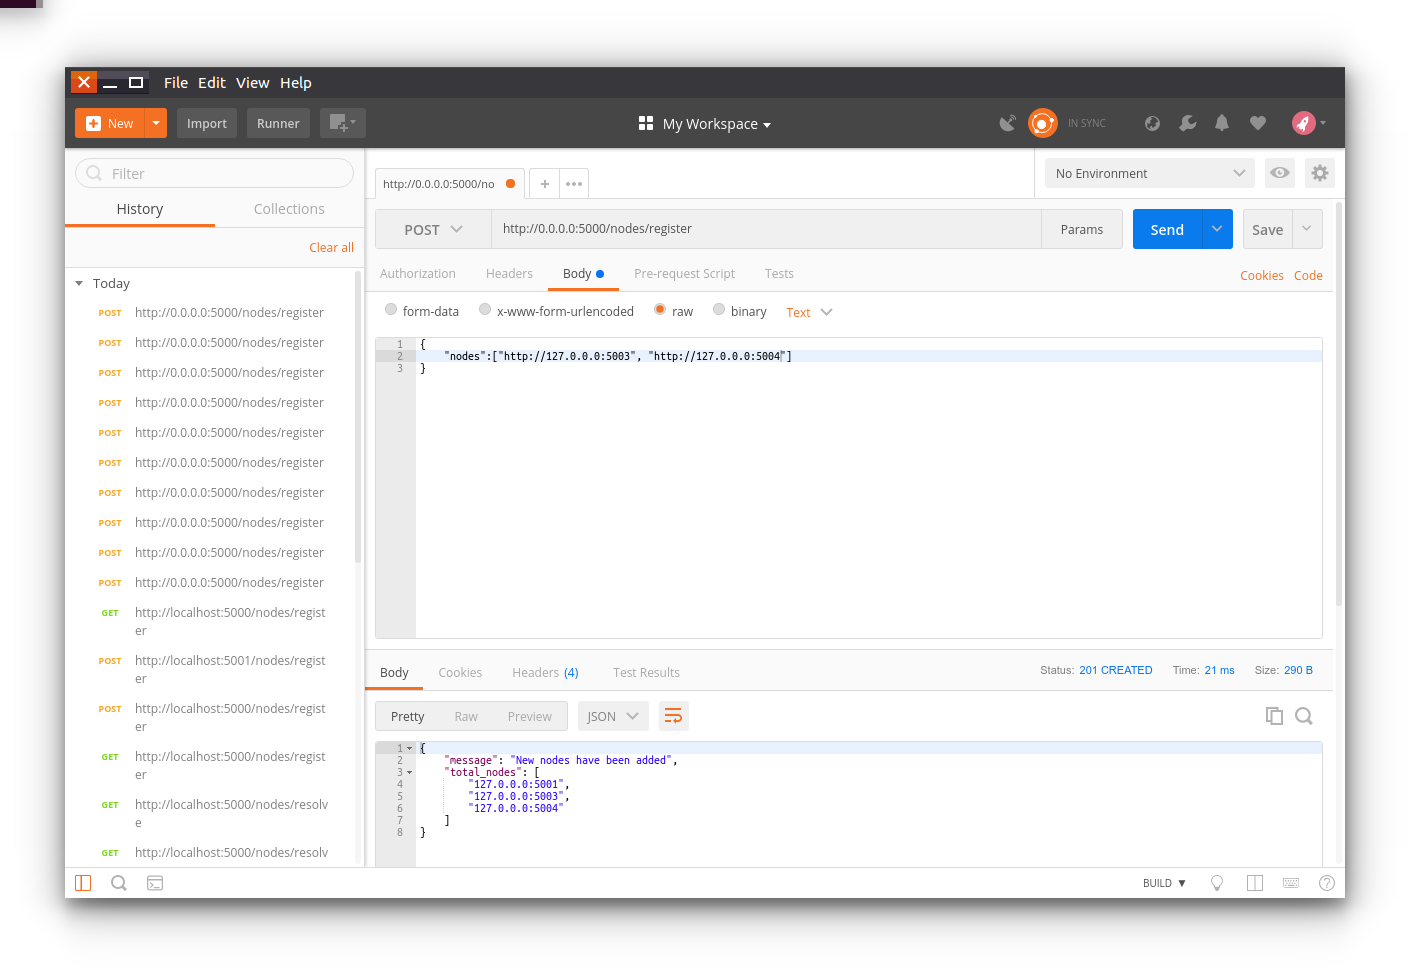 File Edit View Help
New Import Runner My Workspace IN SYNC
Filter
History Collections
Clear all
Today
POST http://0.0.0.0:5000/nodes/register
POST http://0.0.0.0:5000/nodes/register
POST http://0.0.0.0:5000/nodes/register
POST http://0.0.0.0:5000/nodes/register
POST http://0.0.0.0:5000/nodes/register
POST http://0.0.0.0:5000/nodes/register
POST http://0.0.0.0:5000/nodes/register
POST http://0.0.0.0:5000/nodes/register
POST http://0.0.0.0:5000/nodes/register
POST http://0.0.0.0:5000/nodes/register
GET http://localhost:5000/nodes/regist
er
POST http://localhost:5001/nodes/regist
er
POST http://localhost:5000/nodes/regist
er
GET http://localhost:5000/nodes/regist
er
GET http://localhost:5000/nodes/resolv
e
GET http://localhost:5000/nodes/resolv
http://0.0.0.0:5000/no + ••• No Environment
POST http://0.0.0.0:5000/nodes/register Params Send Save
Authorization Headers Body Pre-request Script Tests Cookies Code
form-data x-www-form-urlencoded raw binary Text
1 {
2 "nodes":["http://127.0.0.0:5003", "http://127.0.0.0:5004"]
3 }
Body Cookies Headers (4) Test Results Status: 201 CREATED Time: 21 ms Size: 290 B
Pretty Raw Preview JSON
1 {
2 "message": "New nodes have been added",
3 "total_nodes": [
4 "127.0.0.0:5001",
5 "127.0.0.0:5003",
6 "127.0.0.0:5004"
7 ]
8 }
BUILD ▼ ?